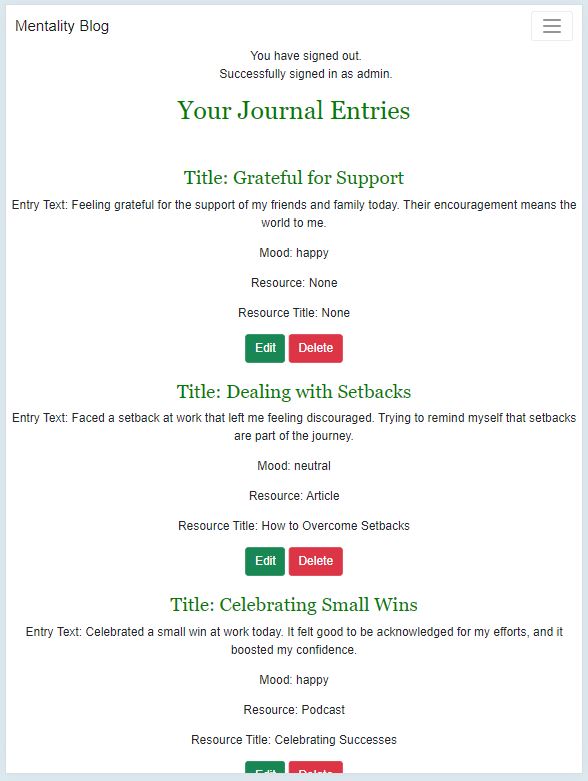 Mentality Blog
You have signed out.
Successfully signed in as admin.
Your Journal Entries
Title: Grateful for Support
Entry Text: Feeling grateful for the support of my friends and family today. Their encouragement means the
world to me.
Mood: happy
Resource: None
Resource Title: None
Edit Delete
Title: Dealing with Setbacks
Entry Text: Faced a setback at work that left me feeling discouraged. Trying to remind myself that setbacks
are part of the journey.
Mood: neutral
Resource: Article
Resource Title: How to Overcome Setbacks
Edit Delete
Title: Celebrating Small Wins
Entry Text: Celebrated a small win at work today. It felt good to be acknowledged for my efforts, and it
boosted my confidence.
Mood: happy
Resource: Podcast
Resource Title: Celebrating Successes
Edit Delete